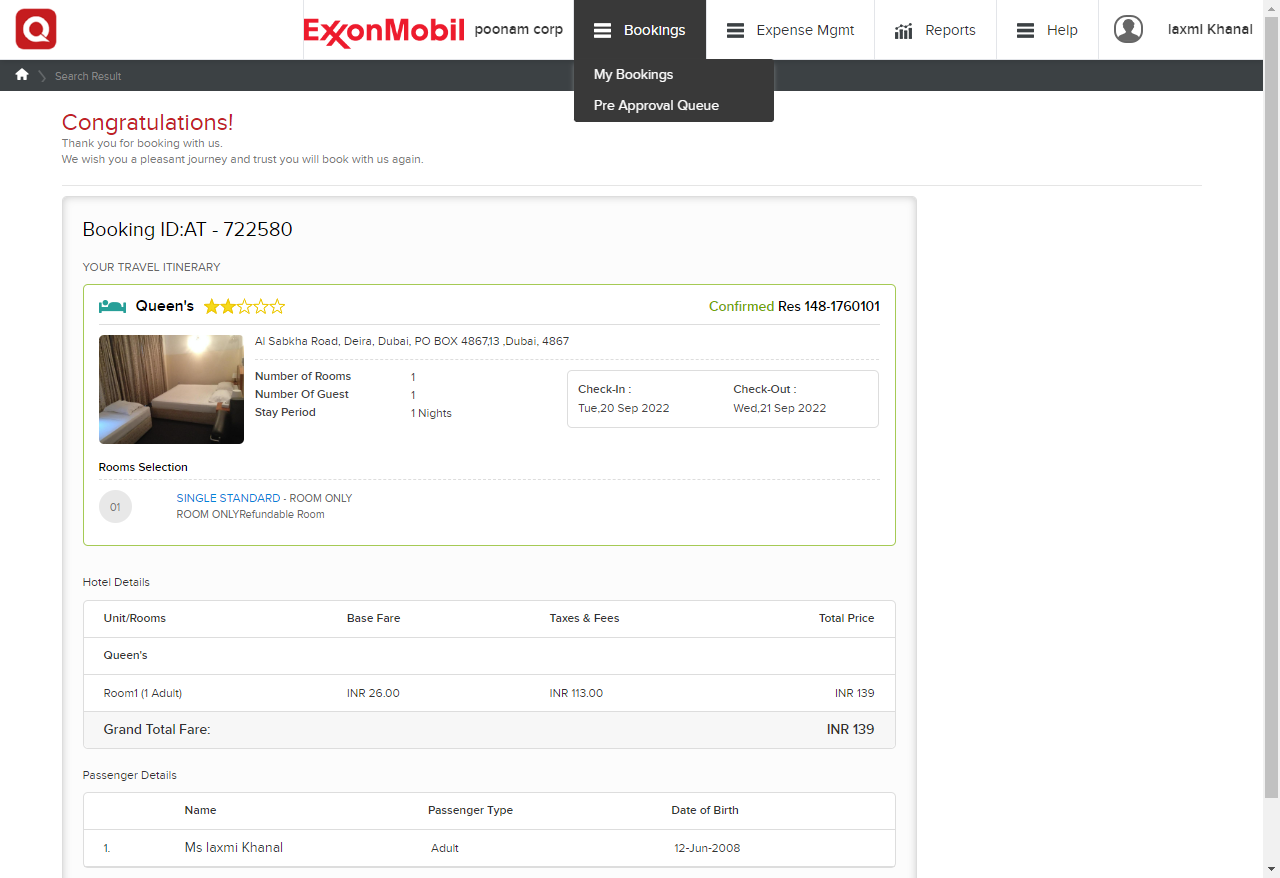 Q ExxonMobil poonam corp Bookings Expense Mgmt Reports Help laxmi Khanal
Search Result
My Bookings
Pre Approval Queue
Congratulations!
Thank you for booking with us.
We wish you a pleasant journey and trust you will book with us again.
Booking ID:AT - 722580
YOUR TRAVEL ITINERARY
Queen's Confirmed Res 148-1760101
Al Sabkha Road, Deira, Dubai, PO BOX 4867,13 ,Dubai, 4867
Number of Rooms 1
Number Of Guest 1
Stay Period 1 Nights
Check-In : Check-Out :
Tue,20 Sep 2022 Wed,21 Sep 2022
Rooms Selection
01 SINGLE STANDARD - ROOM ONLY
ROOM ONLYRefundable Room
Hotel Details
Unit/Rooms Base Fare Taxes & Fees Total Price
Queen's
Room1 (1 Adult) INR 26.00 INR 113.00 INR 139
Grand Total Fare: INR 139
Passenger Details
Name Passenger Type Date of Birth
1. Ms laxmi Khanal Adult 12-Jun-2008